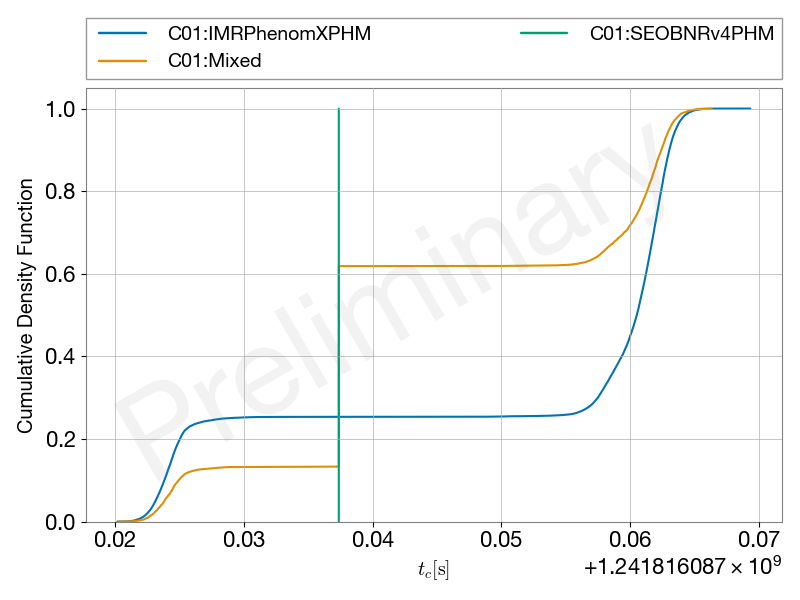 C01:IMRPhenomXPHM
C01:Mixed
C01:SEOBNRv4PHM
Cumulative Density Function
1.0
0.8
0.6
0.4
0.2
0.0
Preliminary
0.02 0.03 0.04 0.05 0.06 0.07
t_c[s]
+1.241816087 × 10⁹